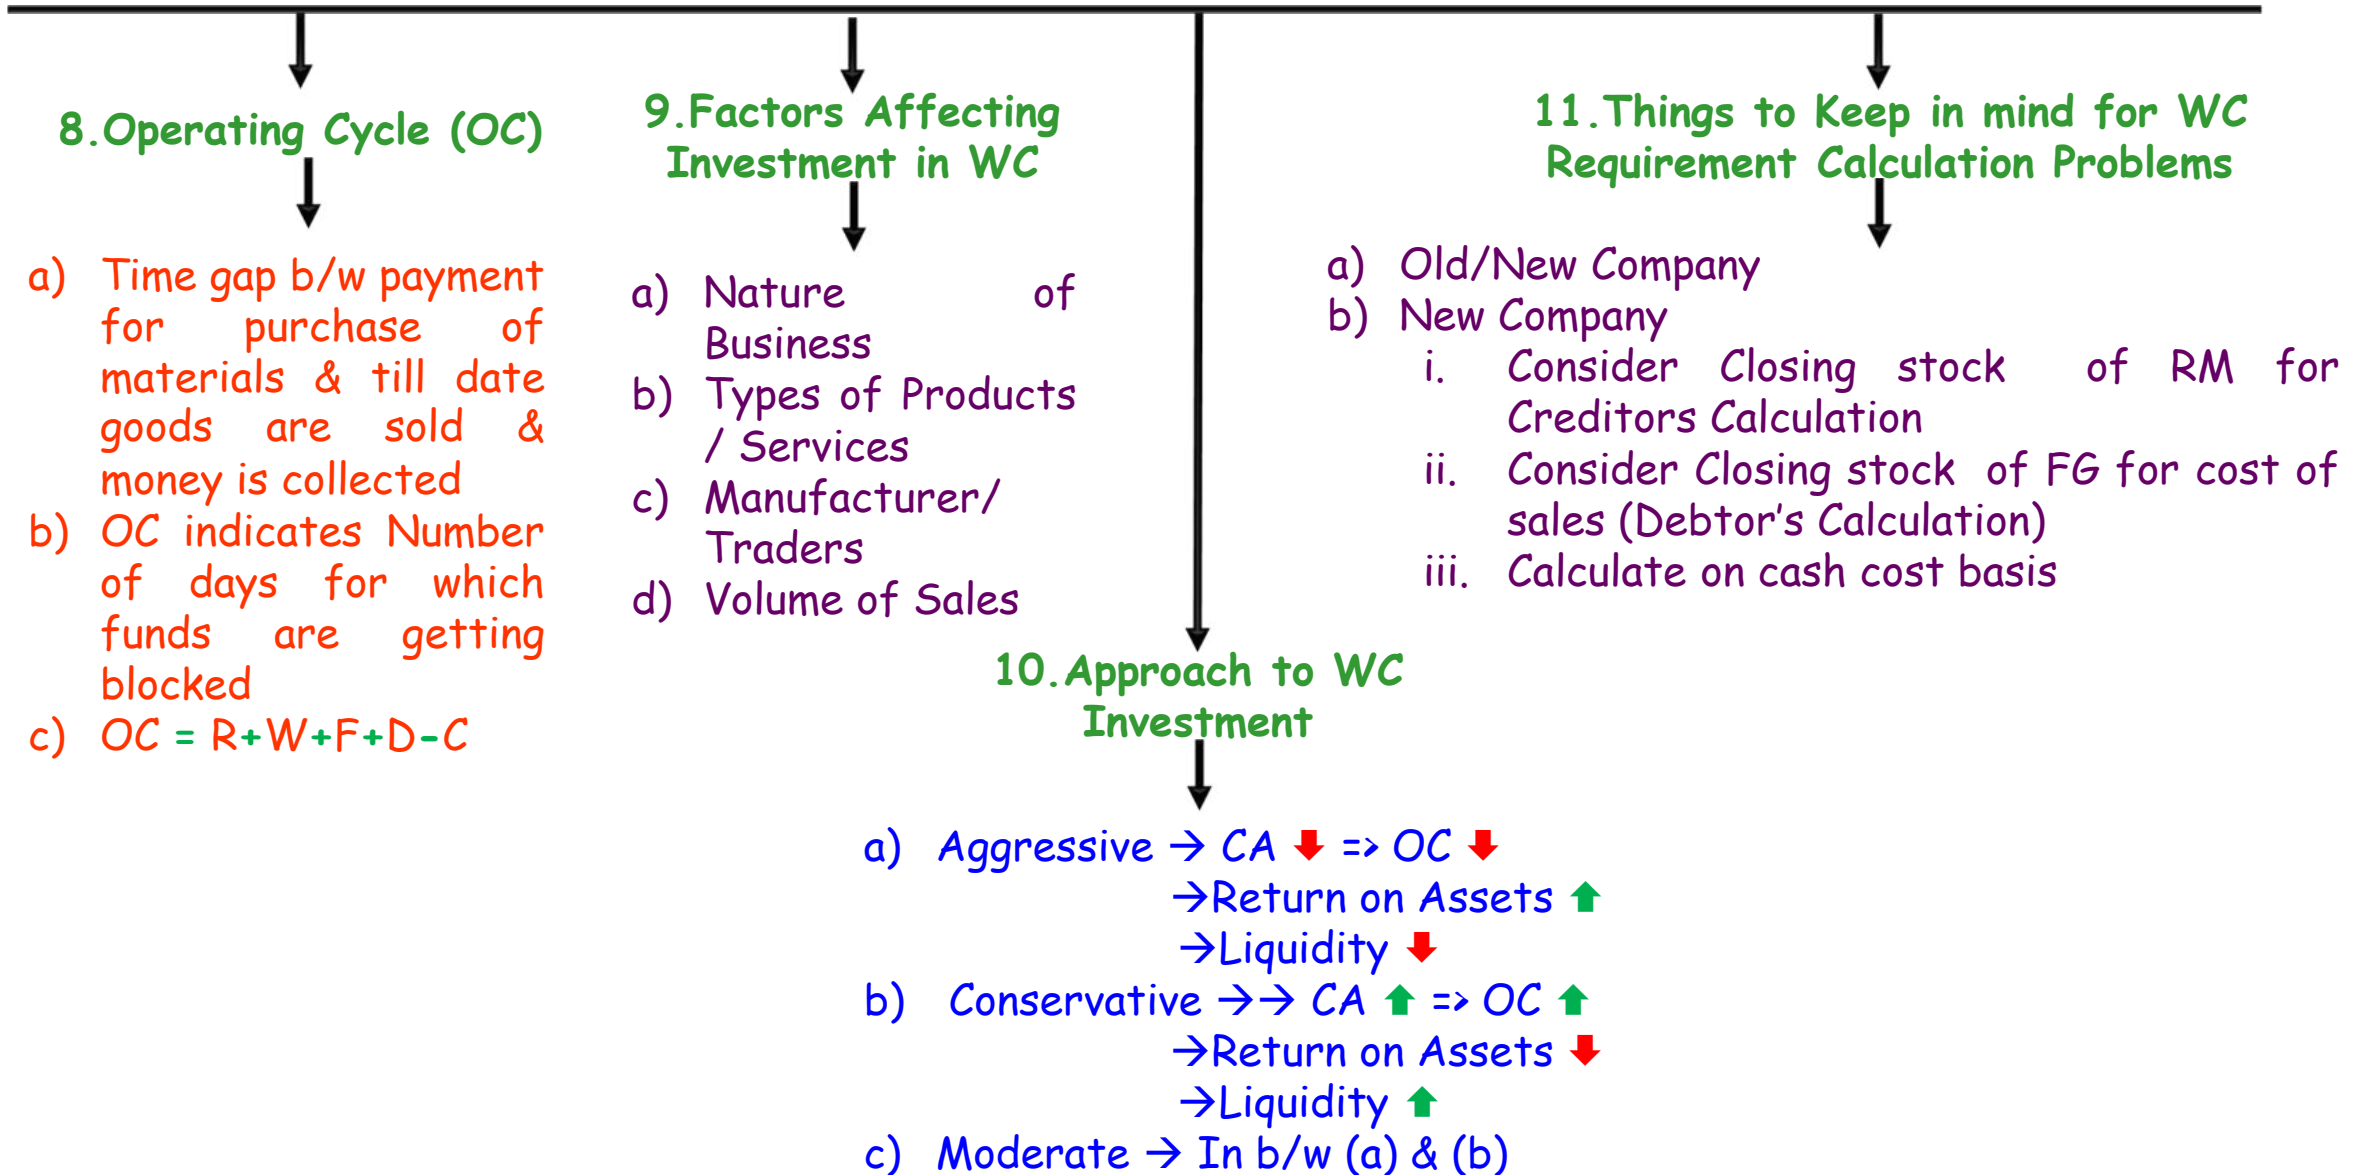 8.Operating Cycle (OC)
a) Time gap b/w payment
for purchase of
materials & till date
goods are sold &
money is collected
b) OC indicates Number
of days for which
funds are getting
blocked
c) OC = R+W+F+D-C
9.Factors Affecting
Investment in WC
a) Nature of
Business
b) Types of Products
/ Services
c) Manufacturer/
Traders
d) Volume of Sales
10.Approach to WC
Investment
a) Aggressive → CA ⬇ => OC ⬇
→Return on Assets ⬆
→Liquidity ⬇
b) Conservative →→ CA ⬆ => OC ⬆
→Return on Assets ⬇
→Liquidity ⬆
c) Moderate → In b/w (a) & (b)
11.Things to Keep in mind for WC
Requirement Calculation Problems
a) Old/New Company
b) New Company
i. Consider Closing stock of RM for
Creditors Calculation
ii. Consider Closing stock of FG for cost of
sales (Debtor's Calculation)
iii. Calculate on cash cost basis